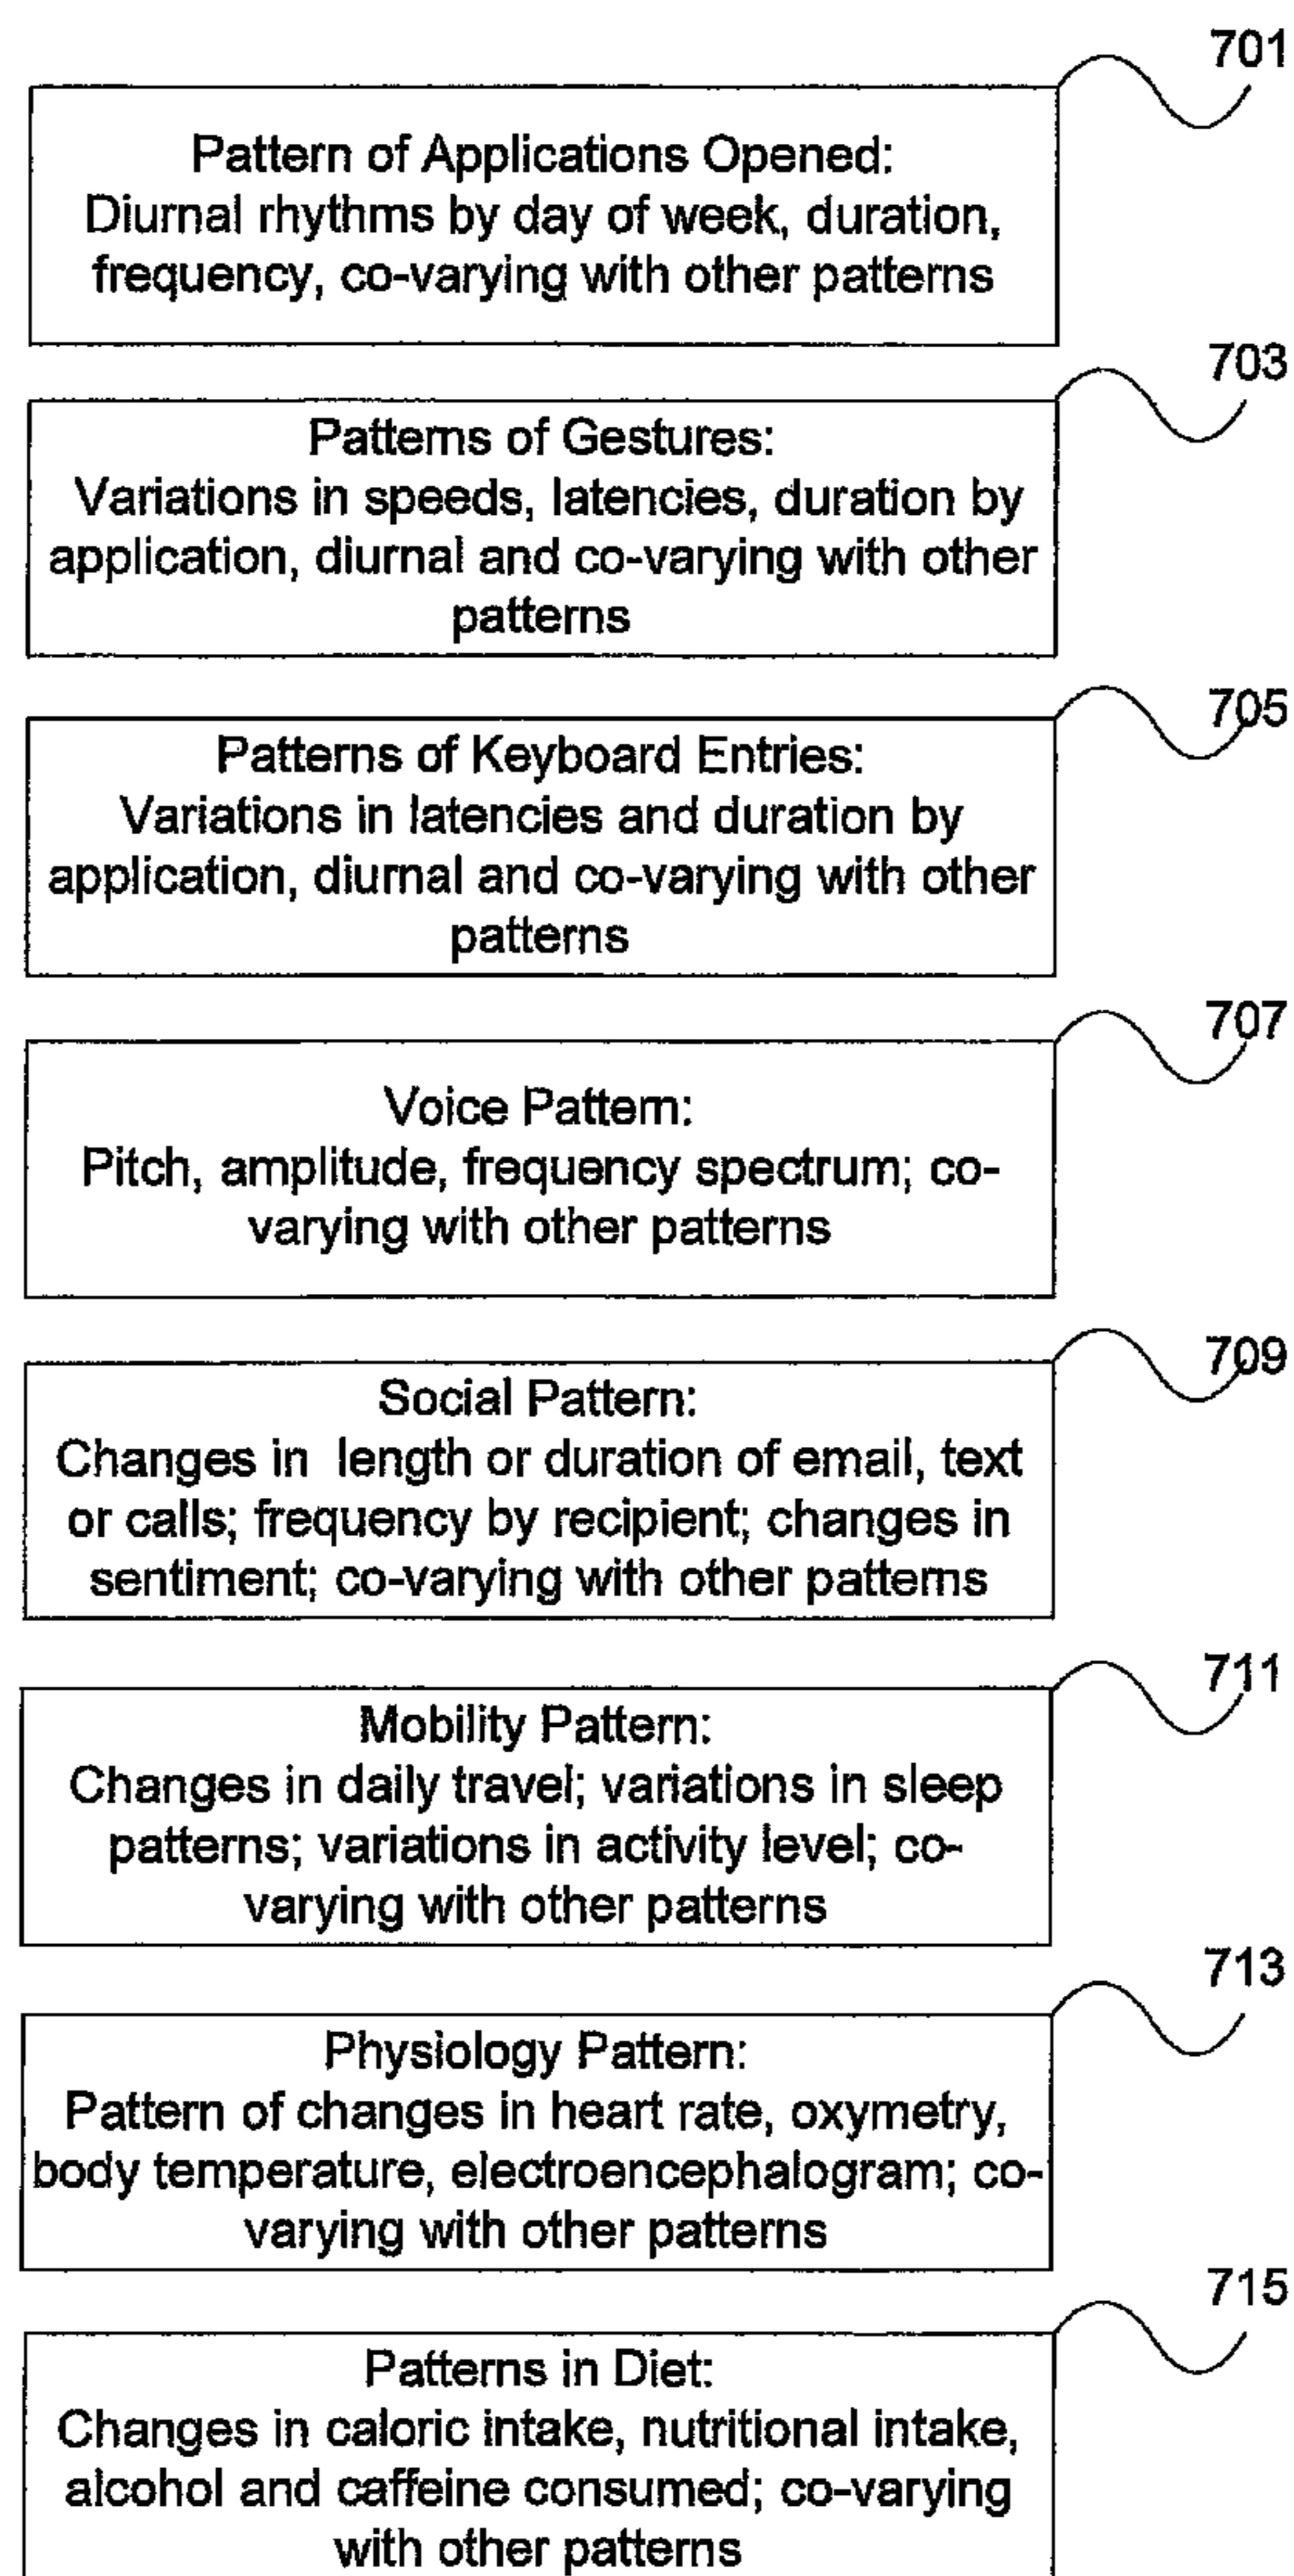 701
Pattern of Applications Opened:
Diurnal rhythms by day of week, duration,
frequency, co-varying with other patterns
703
Patterns of Gestures:
Variations in speeds, latencies, duration by
application, diurnal and co-varying with other
patterns
705
Patterns of Keyboard Entries:
Variations in latencies and duration by
application, diurnal and co-varying with other
patterns
707
Voice Pattern:
Pitch, amplitude, frequency spectrum; co-
varying with other patterns
709
Social Pattern:
Changes in length or duration of email, text
or calls; frequency by recipient; changes in
sentiment; co-varying with other patterns
711
Mobility Pattern:
Changes in daily travel; variations in sleep
patterns; variations in activity level; co-
varying with other patterns
713
Physiology Pattern:
Pattern of changes in heart rate, oxymetry,
body temperature, electroencephalogram; co-
varying with other patterns
715
Patterns in Diet:
Changes in caloric intake, nutritional intake,
alcohol and caffeine consumed; co-varying
with other patterns